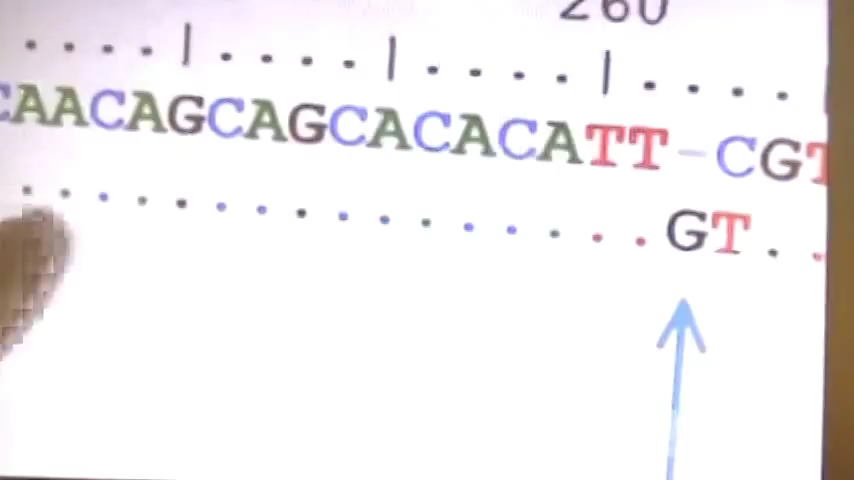 260
. . . . | . . . . | . . . . | . . . .
CAACAGCAGCACACATT-CGT
. . . . . . . . . . . . . . . . GT . .